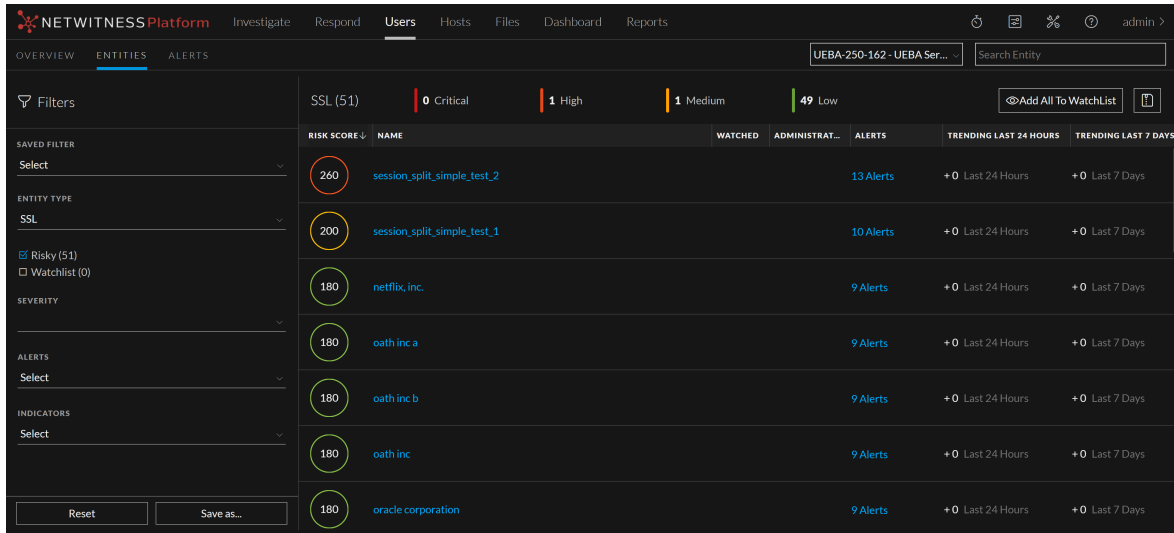 NETWITNESS Platform Investigate Respond Users Hosts Files Dashboard Reports admin >
OVERVIEW ENTITIES ALERTS UEBA-250-162 - UEBA Ser... Search Entity
Filters
SAVED FILTER
Select
ENTITY TYPE
SSL
Risky (51)
Watchlist (0)
SEVERITY
ALERTS
Select
INDICATORS
Select
Reset Save as...
SSL (51) 0 Critical 1 High 1 Medium 49 Low Add All To WatchList
RISK SCORE↓ NAME WATCHED ADMINISTRAT... ALERTS TRENDING LAST 24 HOURS TRENDING LAST 7 DAYS
260 session_split_simple_test_2 13 Alerts +0 Last 24 Hours +0 Last 7 Days
200 session_split_simple_test_1 10 Alerts +0 Last 24 Hours +0 Last 7 Days
180 netflix, inc. 9 Alerts +0 Last 24 Hours +0 Last 7 Days
180 oath inc a 9 Alerts +0 Last 24 Hours +0 Last 7 Days
180 oath inc b 9 Alerts +0 Last 24 Hours +0 Last 7 Days
180 oath inc 9 Alerts +0 Last 24 Hours +0 Last 7 Days
180 oracle corporation 9 Alerts +0 Last 24 Hours +0 Last 7 Days